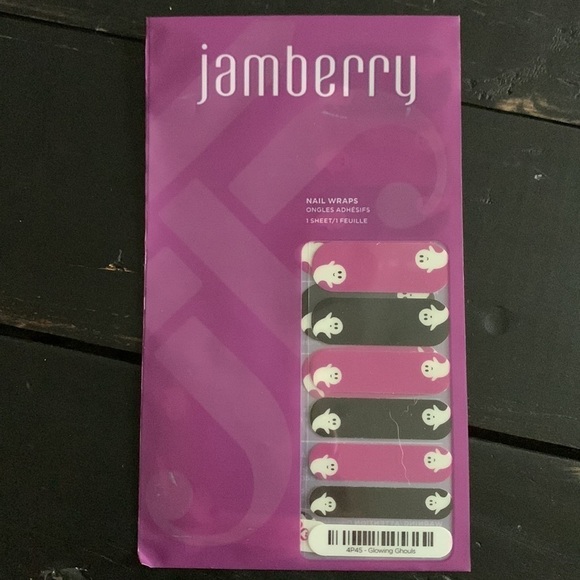 jamberry
NAIL WRAPS
ONGLES ADHÉSIFS
1 SHEET/1 FEUILLE
4P45 - Glowing Ghouls